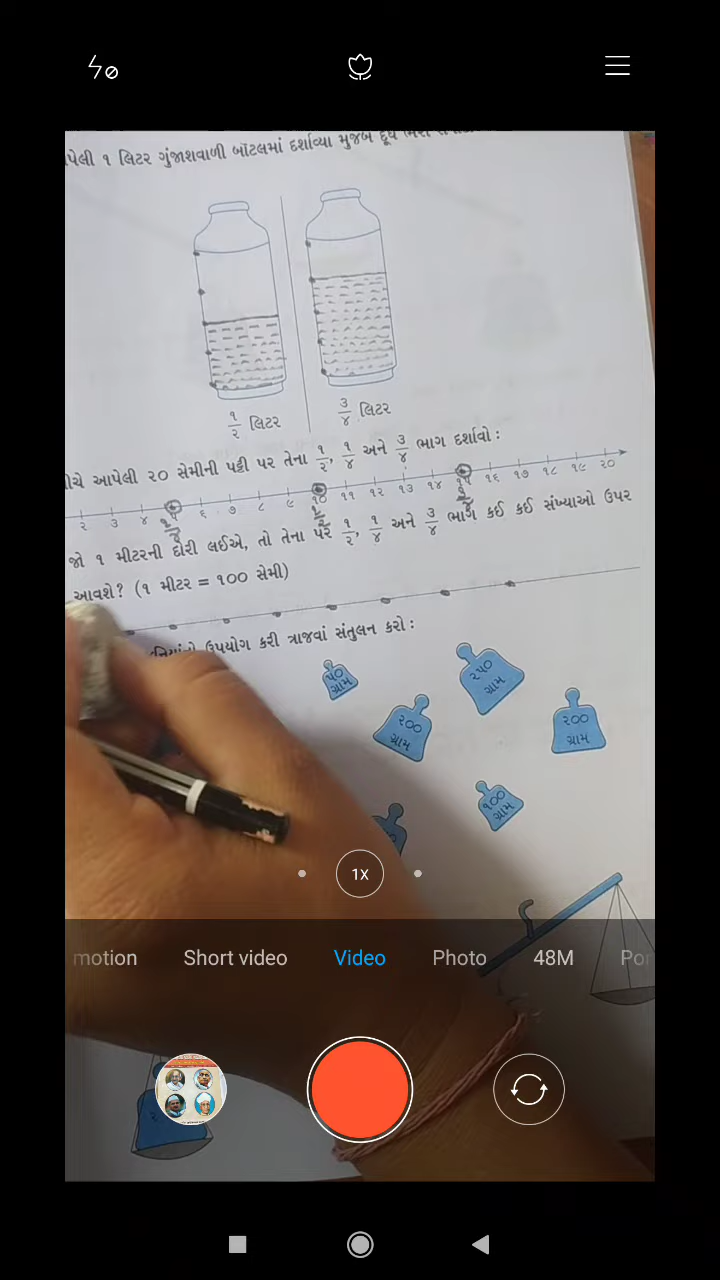 પેલી ૧ લિટર ગુંજાશવાળી બૉટલમાં દર્શાવ્યા મુજબ દૂધ
૧/૨ લિટર
૩/૪ લિટર
આપેલી ૨૦ સેમીની પટ્ટી પર તેના ૧/૨, ૧/૪ અને ૩/૪ ભાગ દર્શાવો :
૨ ૩ ૪ ૫ ૬ ૭ ૮ ૯ ૧૦ ૧૧ ૧૨ ૧૩ ૧૪ ૧૫ ૧૬ ૧૭ ૧૮ ૧૯ ૨૦
જો ૧ મીટરની દોરી લઈએ, તો તેના પર ૧/૨, ૧/૪ અને ૩/૪ ભાગ કઈ કઈ સંખ્યાઓ ઉપર
આવશે? (૧ મીટર = ૧૦૦ સેમી)
ઉપયોગ કરી ત્રાજવાં સંતુલન કરો :
૫૦ ગ્રામ
૨૫૦ ગ્રામ
૨૦૦ ગ્રામ
૨૦૦ ગ્રામ
૧૦૦ ગ્રામ
1X
motion Short video Video Photo 48M Por